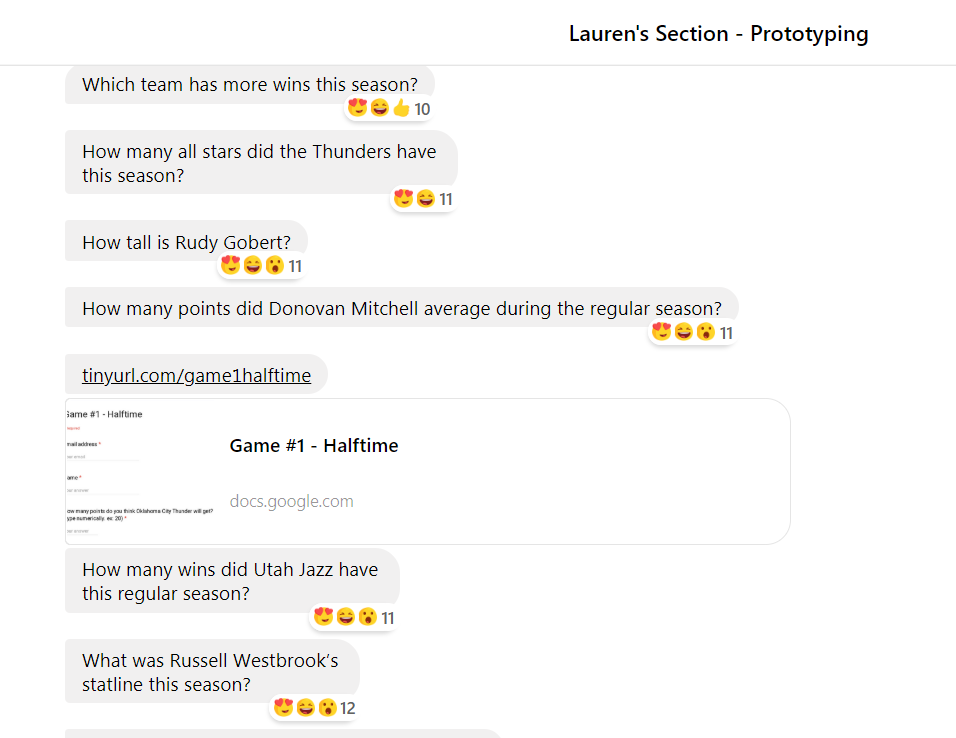 Lauren's Section - Prototyping
Which team has more wins this season?
10
How many all stars did the Thunders have
this season?
11
How tall is Rudy Gobert?
11
How many points did Donovan Mitchell average during the regular season?
11
tinyurl.com/game1halftime
Game #1 - Halftime
mail address *
ame *
ow many points do you think Oklahoma City Thunder will get?
ype numerically. ex: 20) *
Game #1 - Halftime
docs.google.com
How many wins did Utah Jazz have
this regular season?
11
What was Russell Westbrook’s
statline this season?
12